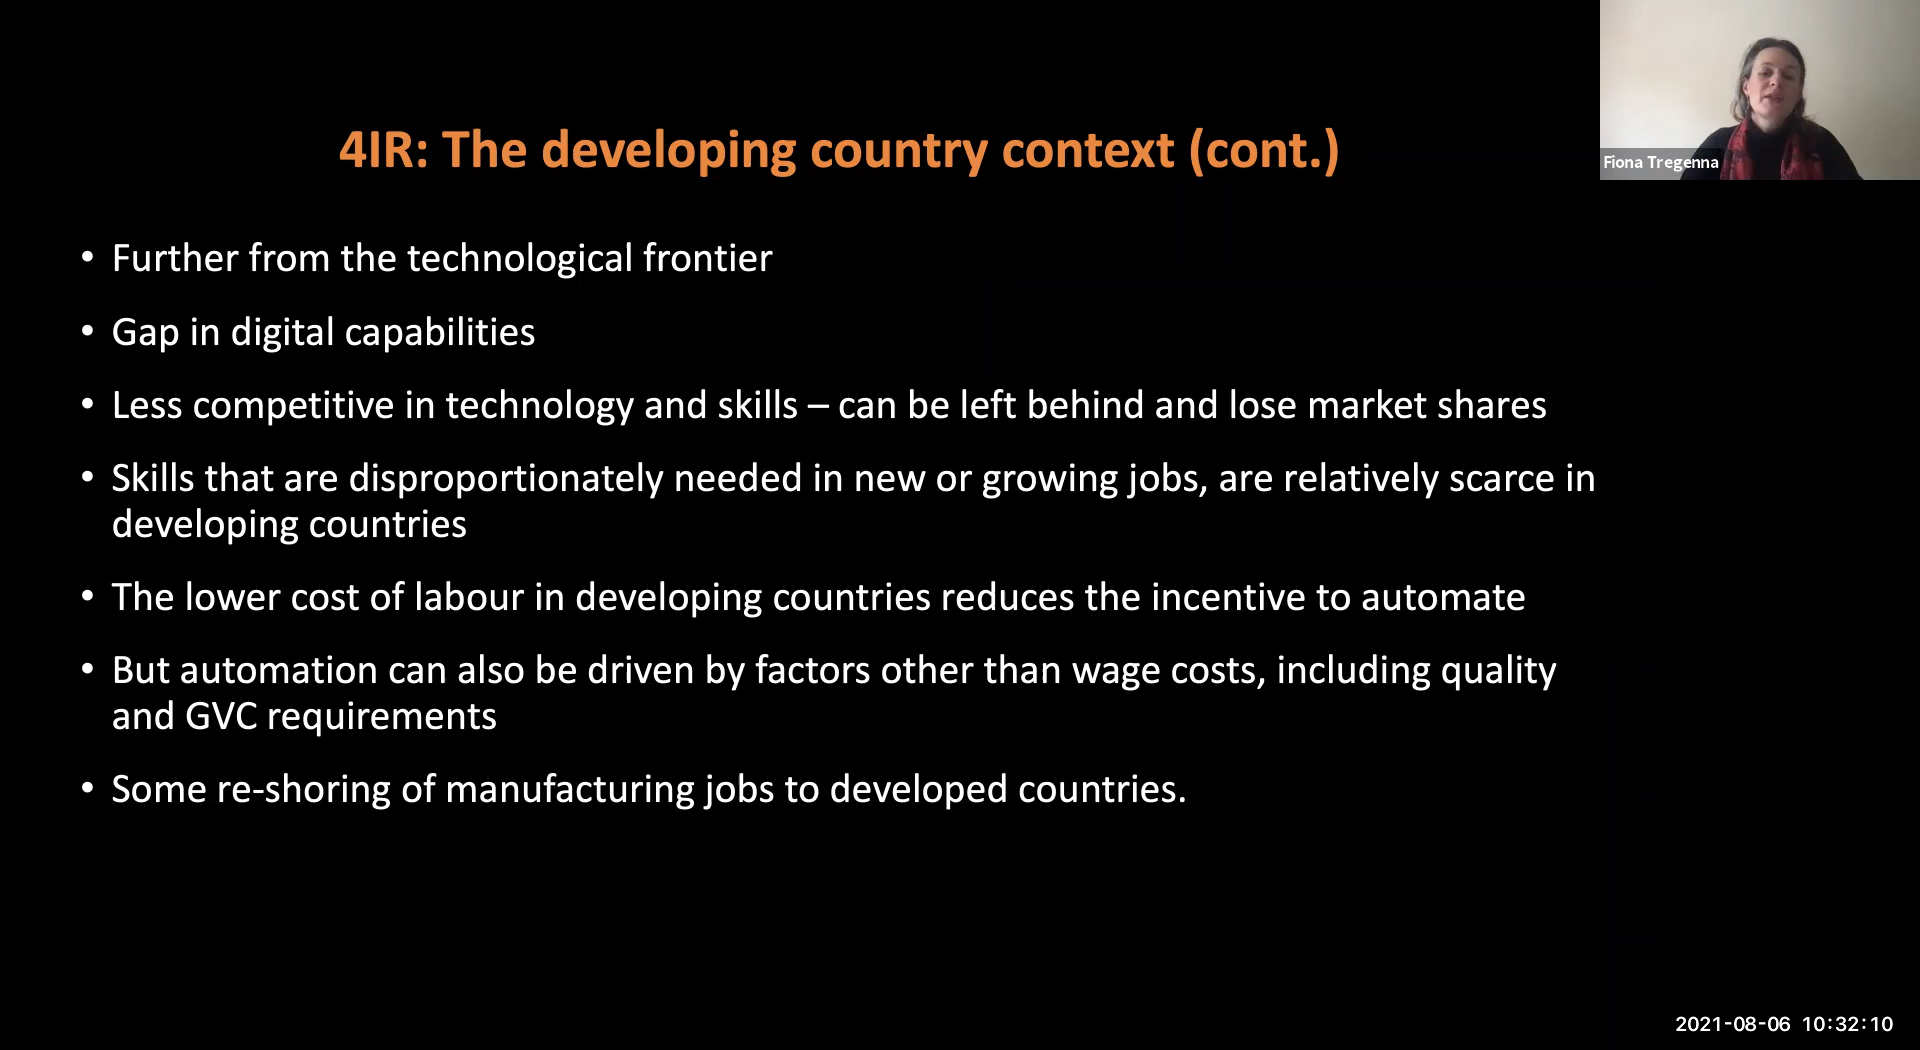 4IR: The developing country context (cont.)
Fiona Tregenna
• Further from the technological frontier
• Gap in digital capabilities
• Less competitive in technology and skills – can be left behind and lose market shares
• Skills that are disproportionately needed in new or growing jobs, are relatively scarce in
developing countries
• The lower cost of labour in developing countries reduces the incentive to automate
• But automation can also be driven by factors other than wage costs, including quality
and GVC requirements
• Some re-shoring of manufacturing jobs to developed countries.
2021-08-06 10:32:10